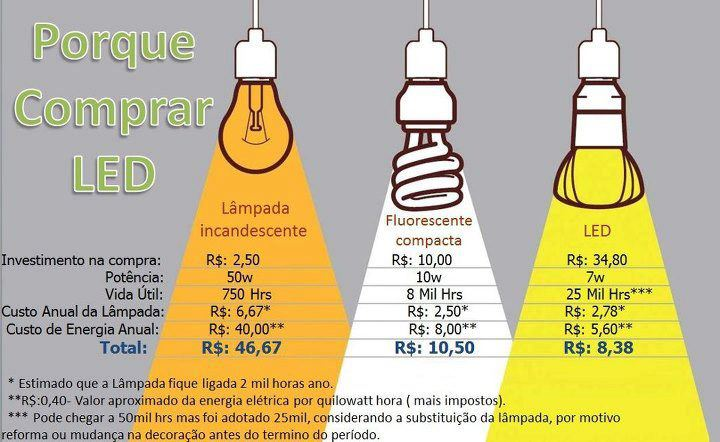 Porque
Comprar
LED
Lâmpada
incandescente
Fluorescente
compacta
LED
Investimento na compra: R$: 2,50 R$: 10,00 R$: 34,80
Potência: 50w 10w 7w
Vida Útil: 750 Hrs 8 Mil Hrs 25 Mil Hrs***
Custo Anual da Lâmpada: R$: 6,67* R$: 2,50* R$: 2,78*
Custo de Energia Anual: R$: 40,00** R$: 8,00** R$: 5,60**
Total: R$: 46,67 R$: 10,50 R$: 8,38
* Estimado que a Lâmpada fique ligada 2 mil horas ano.
**R$:0,40- Valor aproximado da energia elétrica por quilowatt hora ( mais impostos).
*** Pode chegar a 50mil hrs mas foi adotado 25mil, considerando a substituição da lâmpada, por motivo
reforma ou mudança na decoração antes do termino do período.